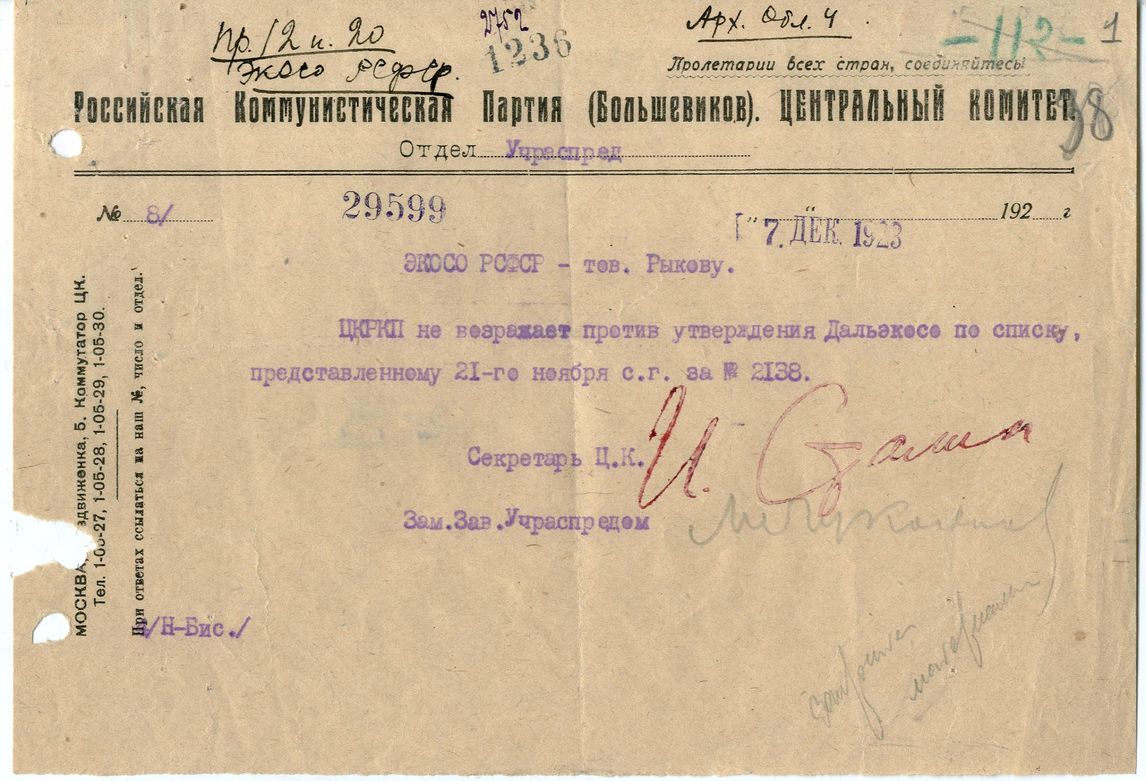 Пр. 12 п. 20
Экосо РСФСР.
2752
1236
Арх. Обл. 4
-112-
1
Пролетарии всех стран, соединяйтесь!
Российская Коммунистическая Партия (Большевиков). ЦЕНТРАЛЬНЫЙ КОМИТЕТ.
38
Отдел Учраспред
№ 8/ 29599 192 г
7. ДЕК. 1923
ЭКОСО РСФСР - тов. Рыкову.
ЦКРКП не возражает против утверждения Дальэкосо по списку,
представленному 21-го ноября с.г. за № 2138.
Секретарь Ц.К. И. Сталин
Зам.Зав.Учраспредом
/Н-Бис./
МОСКВА, здвиженка, 5. Коммутатор ЦК.
Тел. 1-05-27, 1-05-28, 1-05-29, 1-05-30.
При ответах ссылаться на наш №, число и отдел.